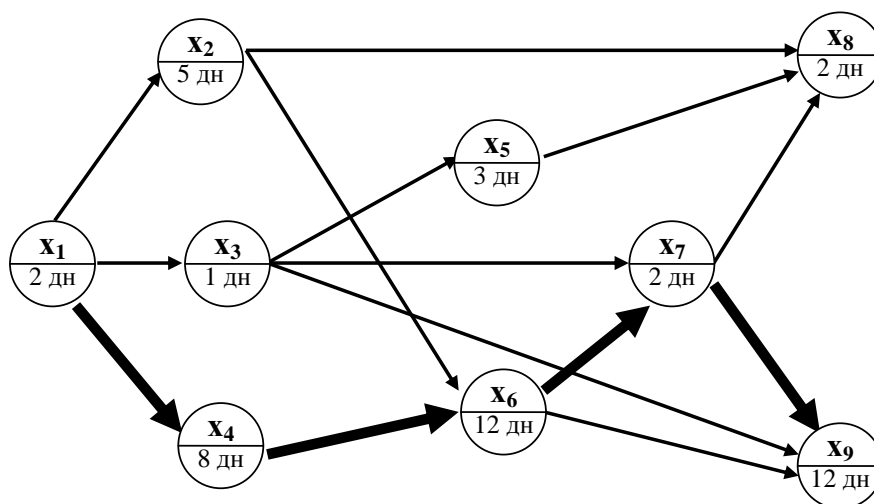 x₂
5 дн
x₈
2 дн
x₅
3 дн
x₁
2 дн
x₃
1 дн
x₇
2 дн
x₄
8 дн
x₆
12 дн
x₉
12 дн